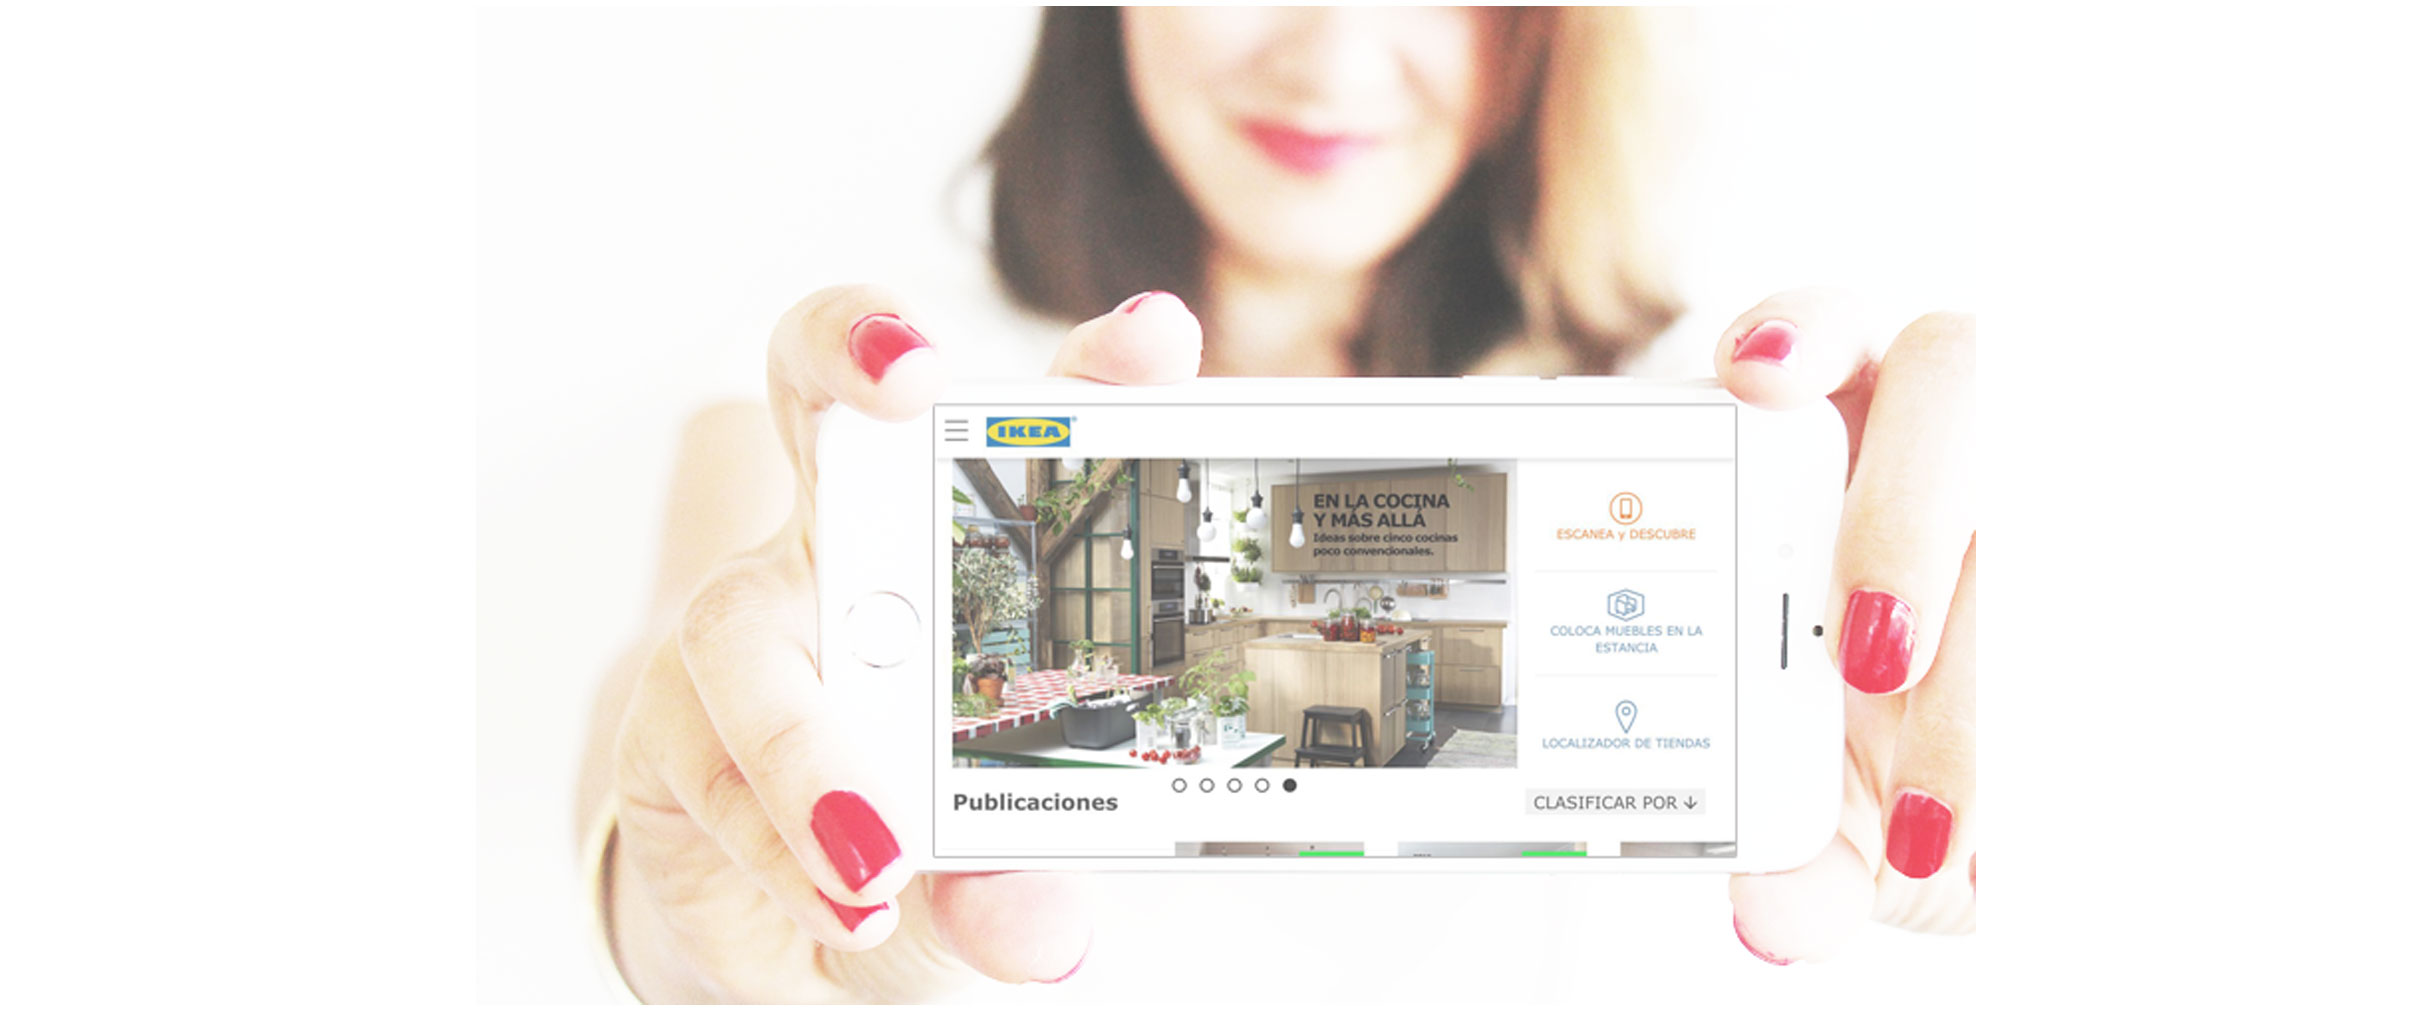 IKEA
EN LA COCINA
Y MÁS ALLÁ
Ideas sobre cinco cocinas
poco convencionales.
ESCANEA y DESCUBRE
COLOCA MUEBLES EN LA
ESTANCIA
LOCALIZADOR DE TIENDAS
Publicaciones
CLASIFICAR POR